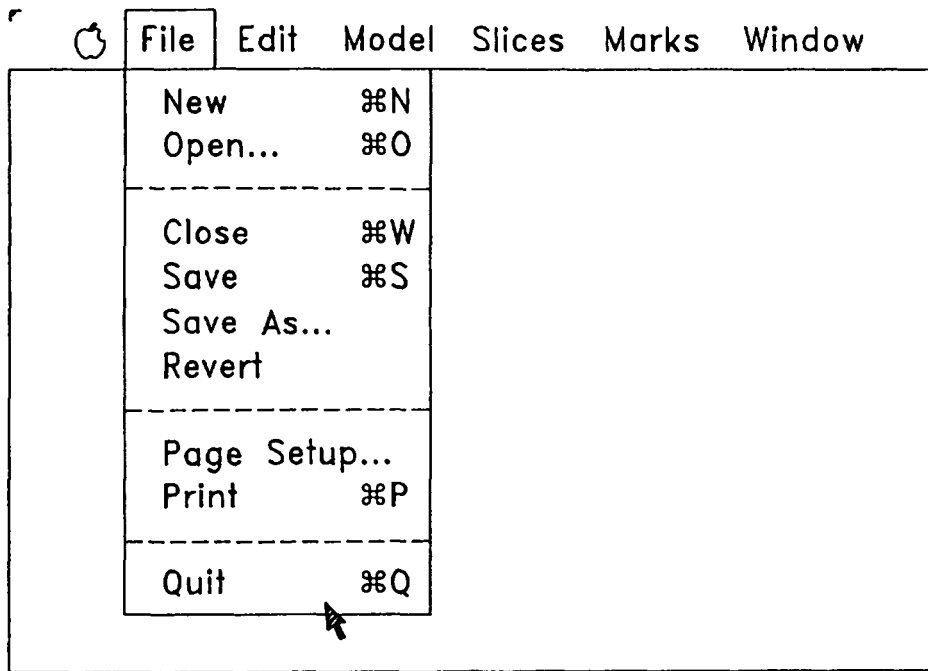 File Edit Model Slices Marks Window
New ⌘N
Open... ⌘O
Close ⌘W
Save ⌘S
Save As...
Revert
Page Setup...
Print ⌘P
Quit ⌘Q